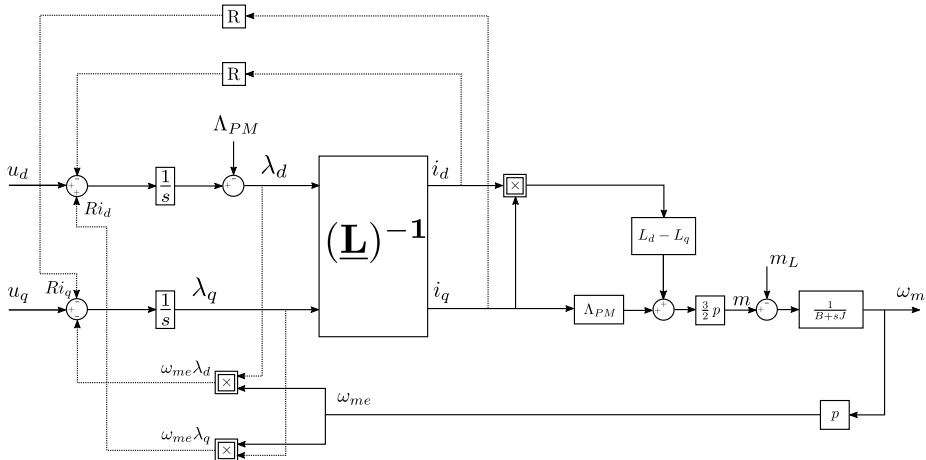 R
R
Λ_PM
u_d
1/s
λ_d
i_d
×
Ri_d
(L)^−1
L_d − L_q
u_q
Ri_q
1/s
λ_q
i_q
Λ_PM
3/2 p
m
m_L
1/(B+sJ)
ω_m
ω_me λ_d
×
ω_me
p
ω_me λ_q
×